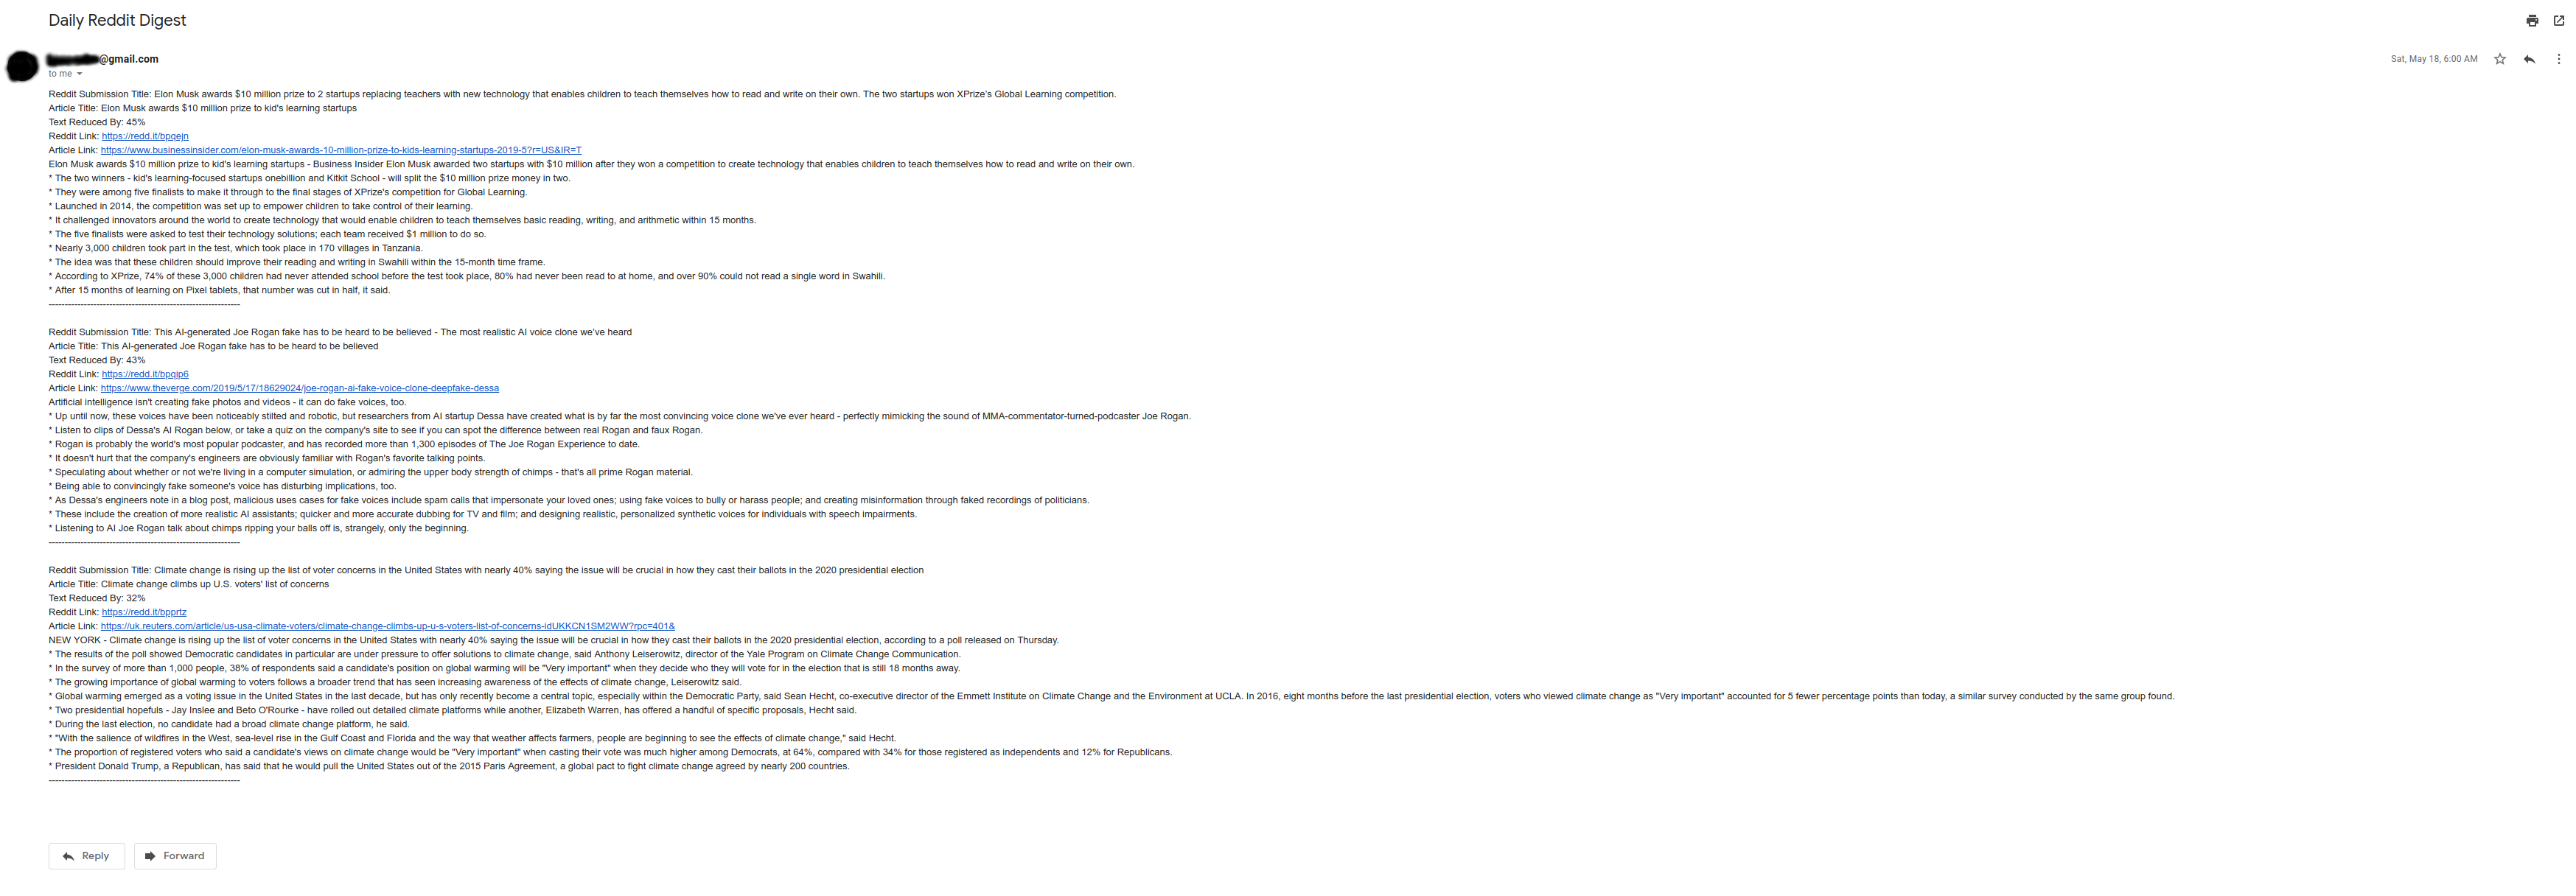 Daily Reddit Digest
@gmail.com
Sat, May 18, 6:00 AM
to me
Reddit Submission Title: Elon Musk awards $10 million prize to 2 startups replacing teachers with new technology that enables children to teach themselves how to read and write on their own. The two startups won XPrize's Global Learning competition.
Article Title: Elon Musk awards $10 million prize to kid's learning startups
Text Reduced By: 45%
Reddit Link: https://redd.it/bpqejn
Article Link: https://www.businessinsider.com/elon-musk-awards-10-million-prize-to-kids-learning-startups-2019-5?r=US&IR=T
Elon Musk awards $10 million prize to kid's learning startups - Business Insider Elon Musk awarded two startups with $10 million after they won a competition to create technology that enables children to teach themselves how to read and write on their own.
* The two winners - kid's learning-focused startups onebillion and Kitkit School - will split the $10 million prize money in two.
* They were among five finalists to make it through to the final stages of XPrize's competition for Global Learning.
* Launched in 2014, the competition was set up to empower children to take control of their learning.
* It challenged innovators around the world to create technology that would enable children to teach themselves basic reading, writing, and arithmetic within 15 months.
* The five finalists were asked to test their technology solutions; each team received $1 million to do so.
* Nearly 3,000 children took part in the test, which took place in 170 villages in Tanzania.
* The idea was that these children should improve their reading and writing in Swahili within the 15-month time frame.
* According to XPrize, 74% of these 3,000 children had never attended school before the test took place, 80% had never been read to at home, and over 90% could not read a single word in Swahili.
* After 15 months of learning on Pixel tablets, that number was cut in half, it said.
------------------------------------------------------------
Reddit Submission Title: This AI-generated Joe Rogan fake has to be heard to be believed - The most realistic AI voice clone we've heard
Article Title: This AI-generated Joe Rogan fake has to be heard to be believed
Text Reduced By: 43%
Reddit Link: https://redd.it/bpqip6
Article Link: https://www.theverge.com/2019/5/17/18629024/joe-rogan-ai-fake-voice-clone-deepfake-dessa
Artificial intelligence isn't creating fake photos and videos - it can do fake voices, too.
* Up until now, these voices have been noticeably stilted and robotic, but researchers from AI startup Dessa have created what is by far the most convincing voice clone we've ever heard - perfectly mimicking the sound of MMA-commentator-turned-podcaster Joe Rogan.
* Listen to clips of Dessa's AI Rogan below, or take a quiz on the company's site to see if you can spot the difference between real Rogan and faux Rogan.
* Rogan is probably the world's most popular podcaster, and has recorded more than 1,300 episodes of The Joe Rogan Experience to date.
* It doesn't hurt that the company's engineers are obviously familiar with Rogan's favorite talking points.
* Speculating about whether or not we're living in a computer simulation, or admiring the upper body strength of chimps - that's all prime Rogan material.
* Being able to convincingly fake someone's voice has disturbing implications, too.
* As Dessa's engineers note in a blog post, malicious uses cases for fake voices include spam calls that impersonate your loved ones; using fake voices to bully or harass people; and creating misinformation through faked recordings of politicians.
* These include the creation of more realistic AI assistants; quicker and more accurate dubbing for TV and film; and designing realistic, personalized synthetic voices for individuals with speech impairments.
* Listening to AI Joe Rogan talk about chimps ripping your balls off is, strangely, only the beginning.
------------------------------------------------------------
Reddit Submission Title: Climate change is rising up the list of voter concerns in the United States with nearly 40% saying the issue will be crucial in how they cast their ballots in the 2020 presidential election
Article Title: Climate change climbs up U.S. voters' list of concerns
Text Reduced By: 32%
Reddit Link: https://redd.it/bpprtz
Article Link: https://uk.reuters.com/article/us-usa-climate-voters/climate-change-climbs-up-u-s-voters-list-of-concerns-idUKKCN1SM2WW?rpc=401&
NEW YORK - Climate change is rising up the list of voter concerns in the United States with nearly 40% saying the issue will be crucial in how they cast their ballots in the 2020 presidential election, according to a poll released on Thursday.
* The results of the poll showed Democratic candidates in particular are under pressure to offer solutions to climate change, said Anthony Leiserowitz, director of the Yale Program on Climate Change Communication.
* In the survey of more than 1,000 people, 38% of respondents said a candidate's position on global warming will be "Very important" when they decide who they will vote for in the election that is still 18 months away.
* The growing importance of global warming to voters follows a broader trend that has seen increasing awareness of the effects of climate change, Leiserowitz said.
* Global warming emerged as a voting issue in the United States in the last decade, but has only recently become a central topic, especially within the Democratic Party, said Sean Hecht, co-executive director of the Emmett Institute on Climate Change and the Environment at UCLA. In 2016, eight months before the last presidential election, voters who viewed climate change as "Very important" accounted for 5 fewer percentage points than today, a similar survey conducted by the same group found.
* Two presidential hopefuls - Jay Inslee and Beto O'Rourke - have rolled out detailed climate platforms while another, Elizabeth Warren, has offered a handful of specific proposals, Hecht said.
* During the last election, no candidate had a broad climate change platform, he said.
* "With the salience of wildfires in the West, sea-level rise in the Gulf Coast and Florida and the way that weather affects farmers, people are beginning to see the effects of climate change," said Hecht.
* The proportion of registered voters who said a candidate's views on climate change would be "Very important" when casting their vote was much higher among Democrats, at 64%, compared with 34% for those registered as independents and 12% for Republicans.
* President Donald Trump, a Republican, has said that he would pull the United States out of the 2015 Paris Agreement, a global pact to fight climate change agreed by nearly 200 countries.
------------------------------------------------------------
Reply
Forward